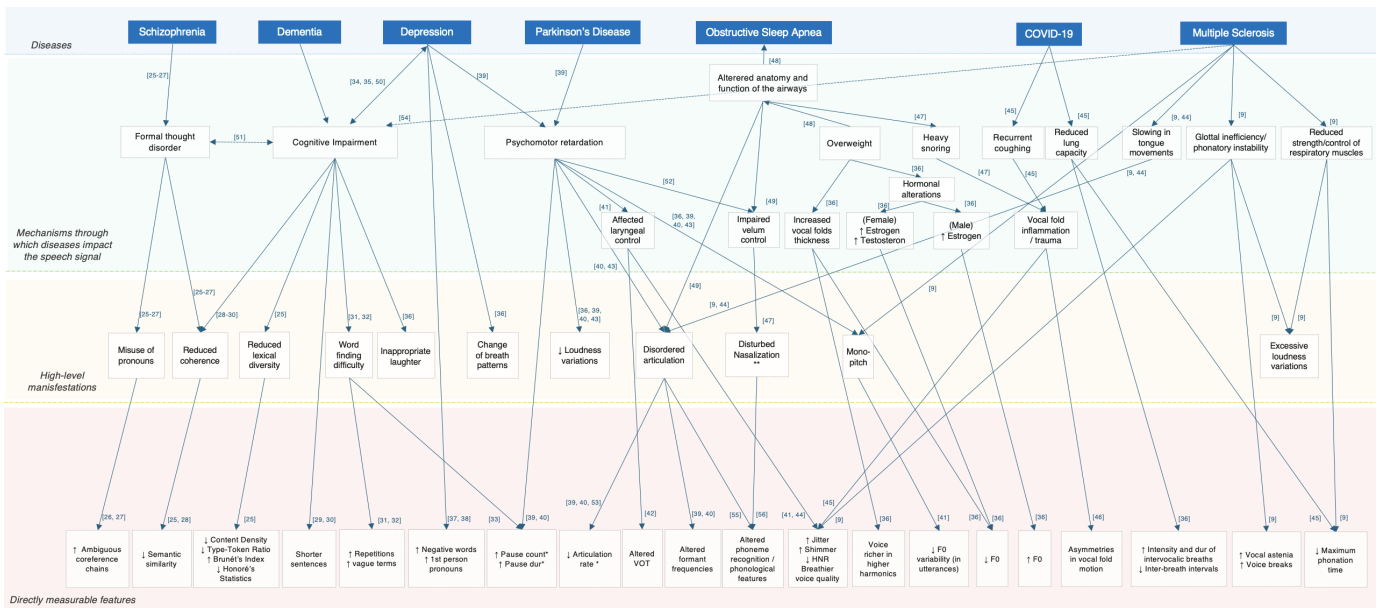 Schizophrenia
Dementia
Depression
Parkinson's Disease
Obstructive Sleep Apnea
COVID-19
Multiple Sclerosis
Diseases
[48]
[25-27]
[34, 35, 50]
[39]
[39]
Alterered anatomy and
function of the airways
[54]
[48]
[47]
[45]
[45]
[9, 44]
[9]
[9]
Formal thought
disorder
[51]
Cognitive Impairment
Psychomotor retardation
Overweight
Heavy
snoring
Recurrent
coughing
Reduced
lung
capacity
Slowing in
tongue
movements
Glottal inefficiency/
phonatory instability
Reduced
strength/control of
respiratory muscles
[52]
[36]
[47]
[45]
[9, 44]
Hormonal
alterations
[41]
[36, 39,
40, 43]
[49]
[36]
[36]
[36]
Affected
laryngeal
control
Impaired
velum
control
Increased
vocal folds
thickness
(Female)
↑ Estrogen
↑ Testosteron
(Male)
↑ Estrogen
Vocal fold
inflammation
/ trauma
Mechanisms through
which diseases impact
the speech signal
[40, 43]
[49]
[9]
[25-27]
[25-27]
[28-30]
[25]
[31, 32]
[36]
[36]
[36, 39,
40, 43]
[9, 44]
[47]
[9]
[9]
Misuse of
pronouns
Reduced
coherence
Reduced
lexical
diversity
Word
finding
difficulty
Inappropriate
laughter
Change
of breath
patterns
↓ Loudness
variations
Disordered
articulation
Disturbed
Nasalization
**
Mono-
pitch
Excessive
loudness
variations
High-level
manisfestations
[26, 27]
[25, 28]
[25]
[29, 30]
[31, 32]
[37, 38]
[33]
[39, 40]
[39, 40, 53]
[42]
[39, 40]
[55]
[56]
[41, 44]
[45]
[9]
[36]
[41]
[36]
[36]
[36]
[46]
[36]
[9]
[45]
[9]
↑ Ambiguous
coreference
chains
↓ Semantic
similarity
↓ Content Density
↓ Type-Token Ratio
↑ Brunét's Index
↓ Honoré's
Statistics
Shorter
sentences
↑ Repetitions
↑ vague terms
↑ Negative words
↑ 1st person
pronouns
↑ Pause count*
↑ Pause dur*
↓ Articulation
rate *
Altered
VOT
Altered
formant
frequencies
Altered
phoneme
recognition /
phonological
features
↑ Jitter
↑ Shimmer
↓ HNR
Breathier
voice quality
Voice
richer in
higher
harmonics
↓ F0
variability (in
utterances)
↓ F0
↑ F0
Asymmetries
in vocal fold
motion
↑ Intensity and dur of
intervocalic breaths
↓ Inter-breath intervals
↑ Vocal astenia
↑ Voice breaks
↓ Maximum
phonation
time
Directly measurable features